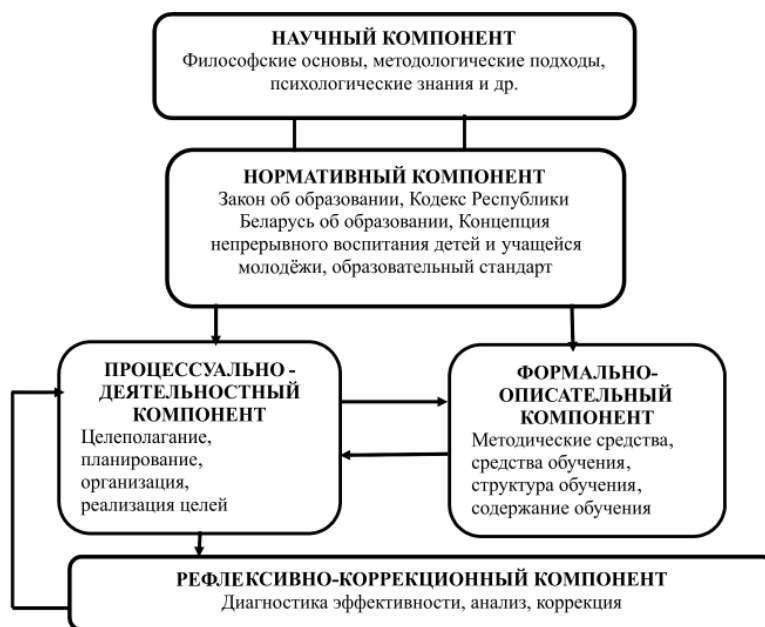 НАУЧНЫЙ КОМПОНЕНТ
Философские основы, методологические подходы,
психологические знания и др.
НОРМАТИВНЫЙ КОМПОНЕНТ
Закон об образовании, Кодекс Республики
Беларусь об образовании, Концепция
непрерывного воспитания детей и учащейся
молодёжи, образовательный стандарт
ПРОЦЕССУАЛЬНО -
ДЕЯТЕЛЬНОСТНЫЙ
КОМПОНЕНТ
Целеполагание,
планирование,
организация,
реализация целей
ФОРМАЛЬНО-
ОПИСАТЕЛЬНЫЙ
КОМПОНЕНТ
Методические средства,
средства обучения,
структура обучения,
содержание обучения
РЕФЛЕКСИВНО-КОРРЕКЦИОННЫЙ КОМПОНЕНТ
Диагностика эффективности, анализ, коррекция